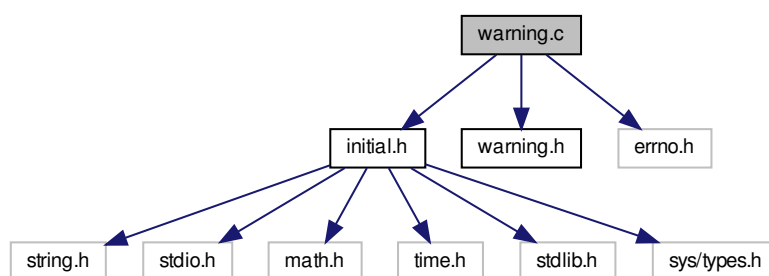 warning.c
initial.h
warning.h
errno.h
string.h
stdio.h
math.h
time.h
stdlib.h
sys/types.h